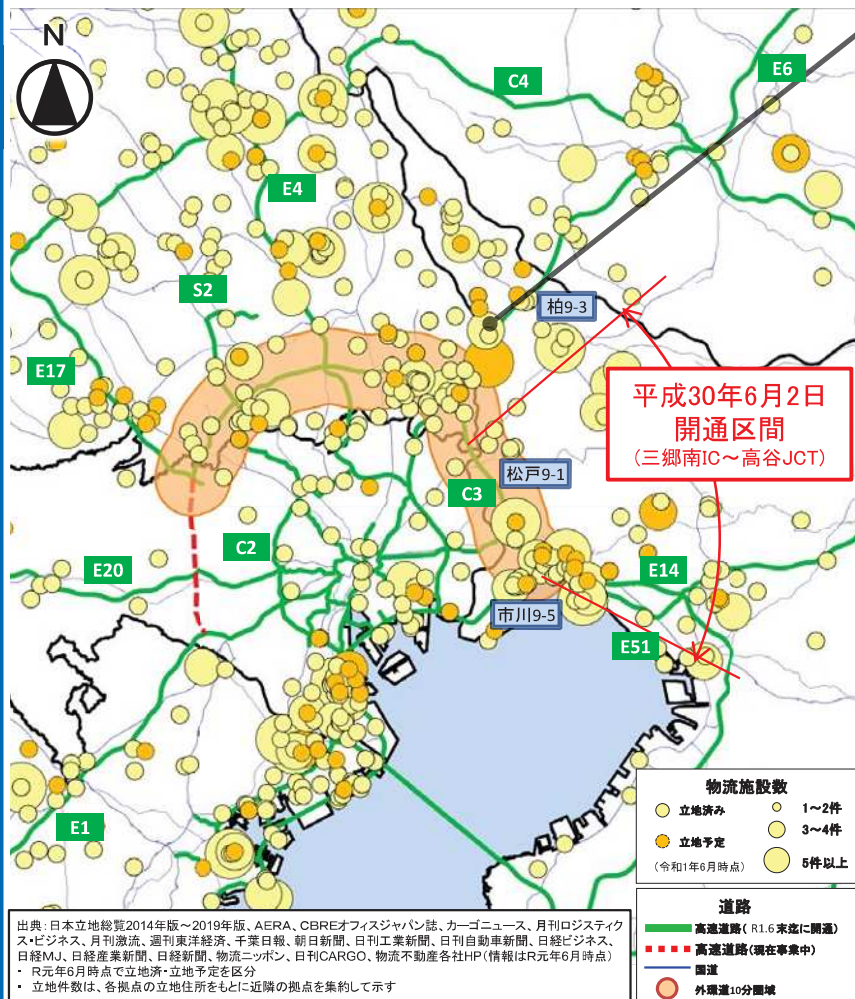 N
C4
E6
E4
S2
柏9-3
E17
平成30年6月2日
開通区間
(三郷南IC～高谷JCT)
松戸9-1
C3
C2
E20
E14
市川9-5
E51
E1
物流施設数
立地済み
1～2件
立地予定
3～4件
(令和1年6月時点)
5件以上
道路
高速道路( R1.6 末迄に開通)
高速道路(現在事業中)
国道
外環道10分圏域
出典：日本立地総覧2014年版～2019年版、AERA、CBREオフィスジャパン誌、カーゴニュース、月刊ロジスティク
ス・ビジネス、月刊激流、週刊東洋経済、千葉日報、朝日新聞、日刊工業新聞、日刊自動車新聞、日経ビジネス、
日経MJ、日経産業新聞、日経新聞、物流ニッポン、日刊CARGO、物流不動産各社HP（情報はR元年6月時点）
・ R元年6月時点で立地済・立地予定を区分
・ 立地件数は、各拠点の立地住所をもとに近隣の拠点を集約して示す